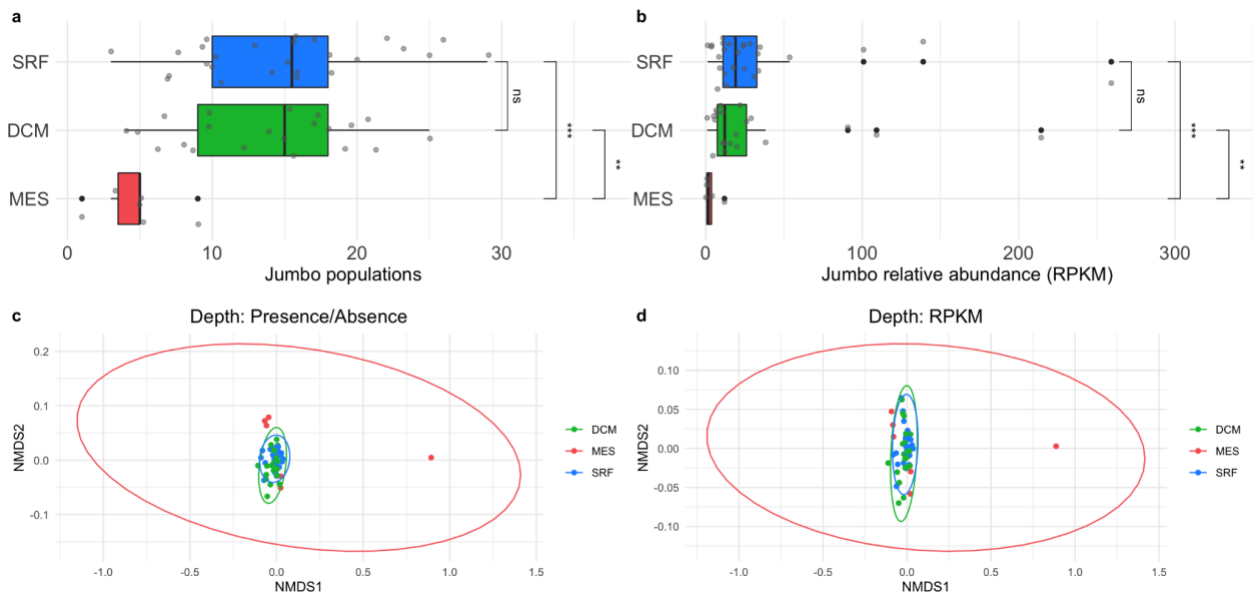 a
SRF
DCM
MES
ns
***
**
0 10 20 30
Jumbo populations
b
SRF
DCM
MES
ns
***
**
0 100 200 300
Jumbo relative abundance (RPKM)
c
Depth: Presence/Absence
NMDS2
0.2
0.1
0.0
-0.1
-1.0 -0.5 0.0 0.5 1.0 1.5
NMDS1
DCM
MES
SRF
d
Depth: RPKM
NMDS2
0.10
0.05
0.00
-0.05
-0.10
-1.0 -0.5 0.0 0.5 1.0 1.5
NMDS1
DCM
MES
SRF